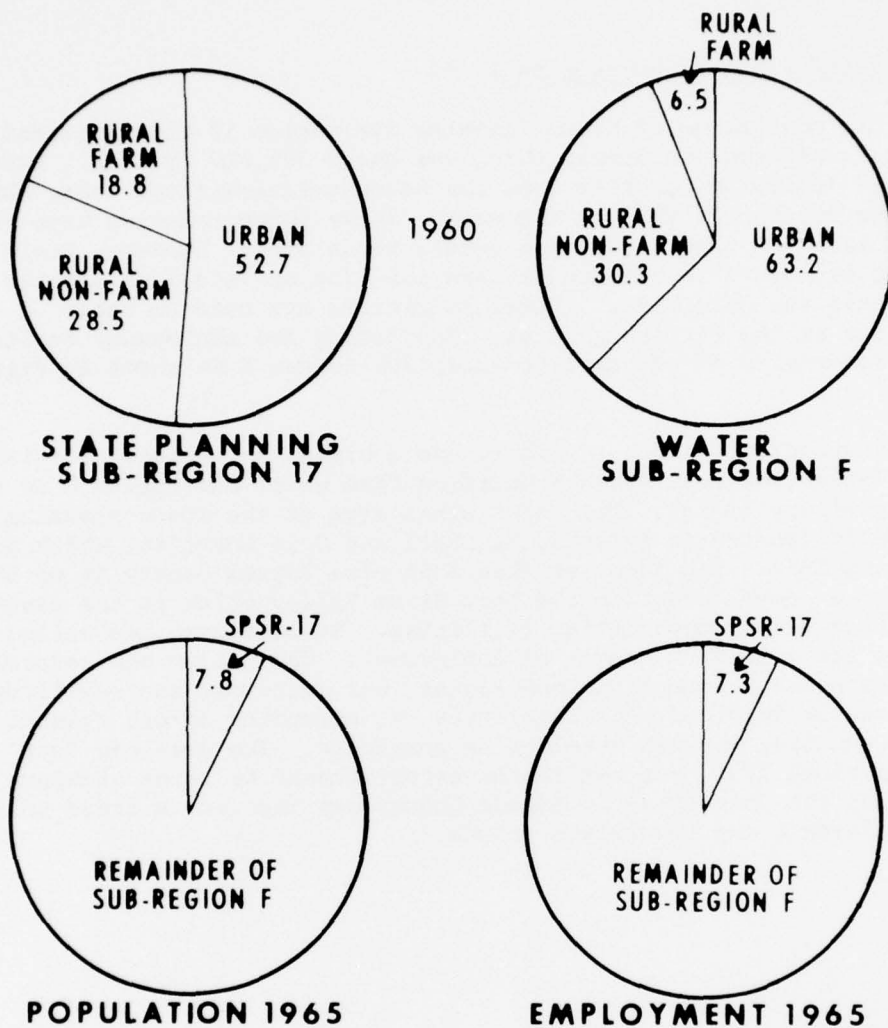 RURAL
FARM
18.8
URBAN
52.7
RURAL
NON-FARM
28.5
STATE PLANNING
SUB-REGION 17
1960
RURAL
FARM
6.5
RURAL
NON-FARM
30.3
URBAN
63.2
WATER
SUB-REGION F
SPSR-17
7.8
REMAINDER OF
SUB-REGION F
POPULATION 1965
SPSR-17
7.3
REMAINDER OF
SUB-REGION F
EMPLOYMENT 1965